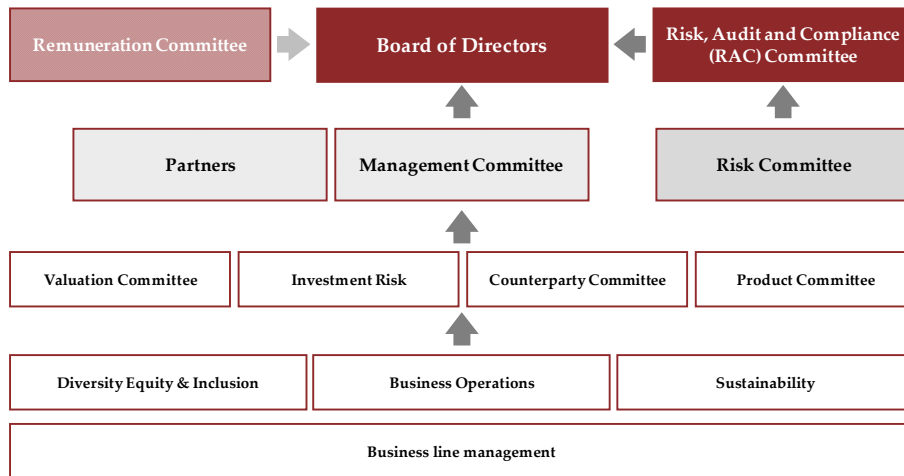 Remuneration Committee
Board of Directors
Risk, Audit and Compliance
(RAC) Committee
Partners
Management Committee
Risk Committee
Valuation Committee
Investment Risk
Counterparty Committee
Product Committee
Diversity Equity & Inclusion
Business Operations
Sustainability
Business line management